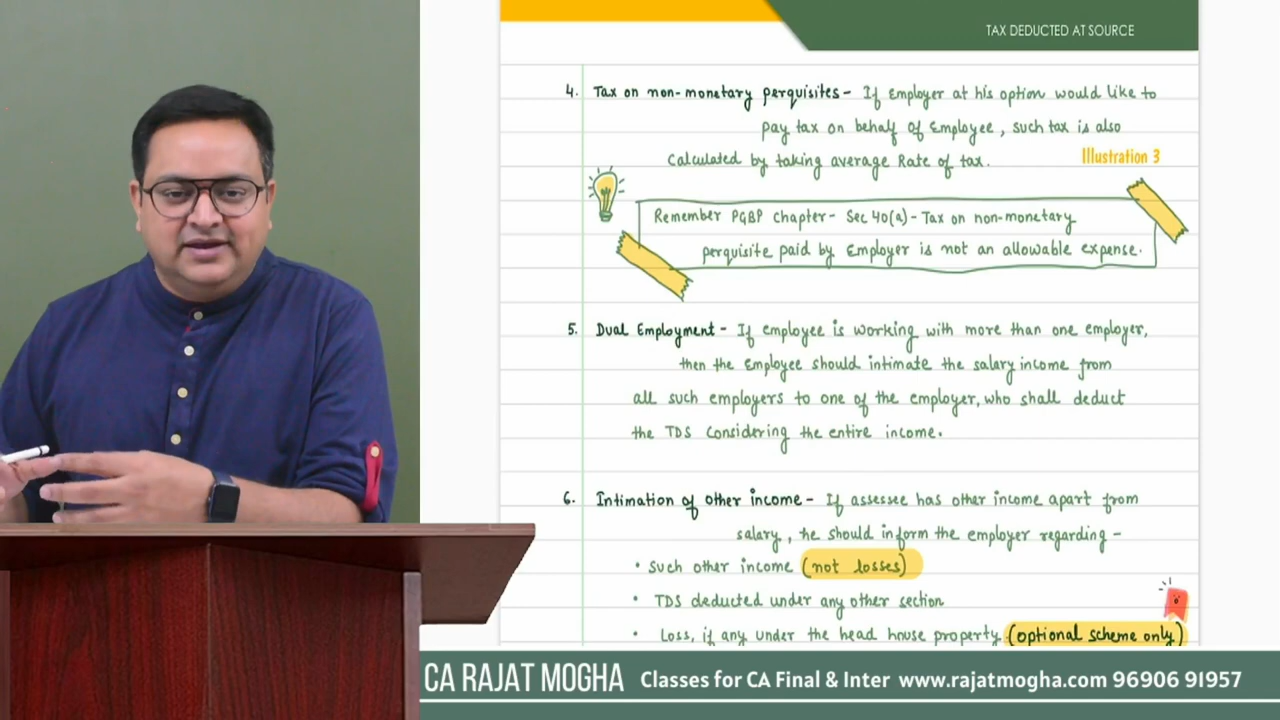 TAX DEDUCTED AT SOURCE
4. Tax on non-monetary perquisites - If Employer at his option would like to
pay tax on behalf of Employee, such tax is also
Calculated by taking average Rate of tax.
Illustration 3
Remember PGBP chapter- Sec 40(a) - Tax on non-monetary
perquisite paid by Employer is not an allowable expense.
5. Dual Employment - If employee is working with more than one employer,
then the Employee should intimate the salary income from
all such employers to one of the employer, who shall deduct
the TDS Considering the entire income.
6. Intimation of other income - If assessee has other income apart from
salary, he should inform the employer regarding -
• Such other income (not losses)
• TDS deducted under any other section
• Loss, if any under the head house property (optional scheme only)
CA RAJAT MOGHA Classes for CA Final & Inter www.rajatmogha.com 96906 91957